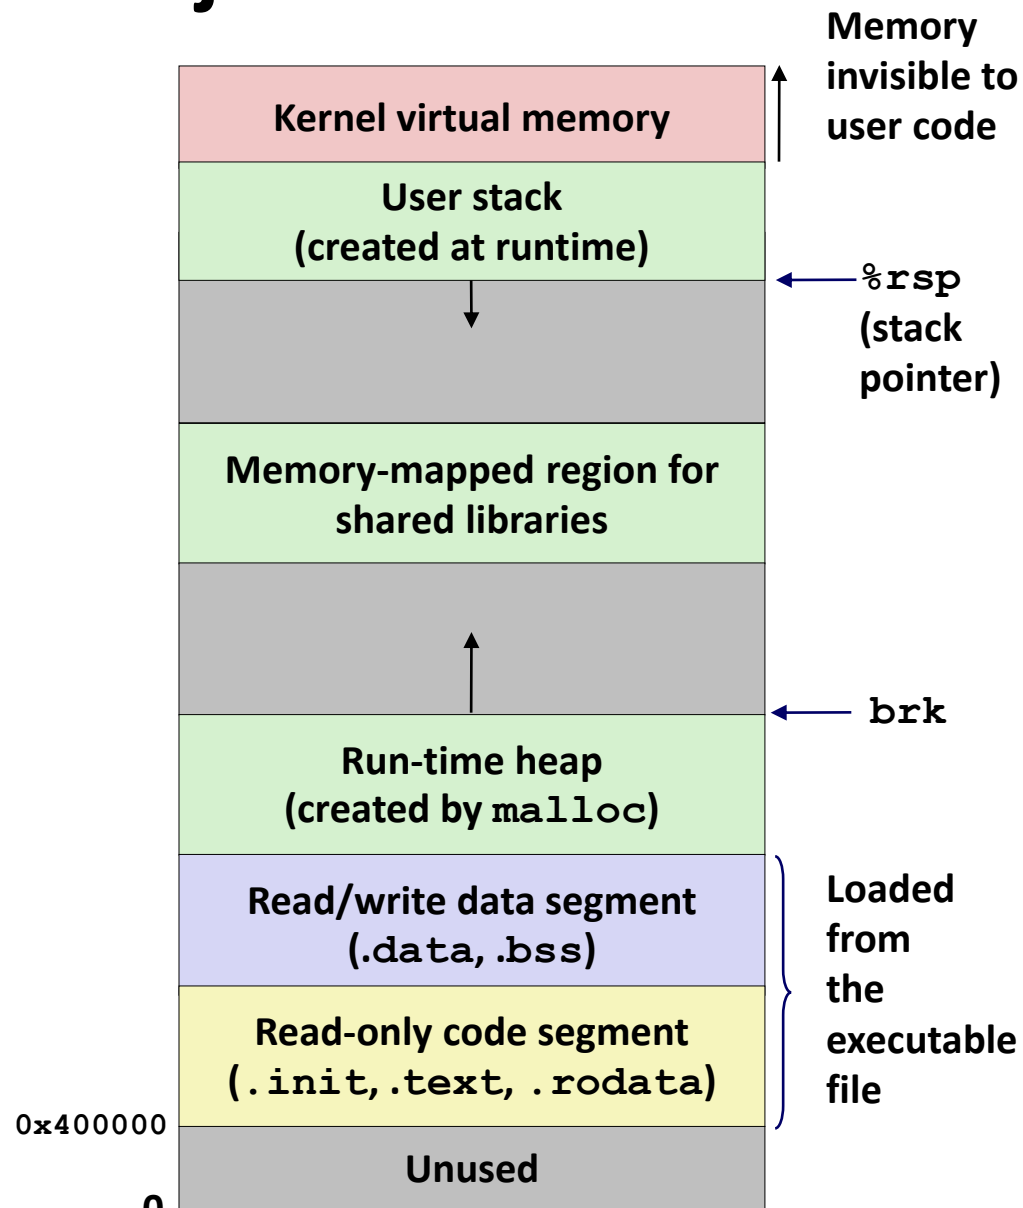 Memory
invisible to
user code
Kernel virtual memory
User stack
(created at runtime)
%rsp
(stack
pointer)
Memory-mapped region for
shared libraries
brk
Run-time heap
(created by malloc)
Read/write data segment
(.data, .bss)
Loaded
from
the
executable
file
Read-only code segment
(.init, .text, .rodata)
0x400000
Unused
0